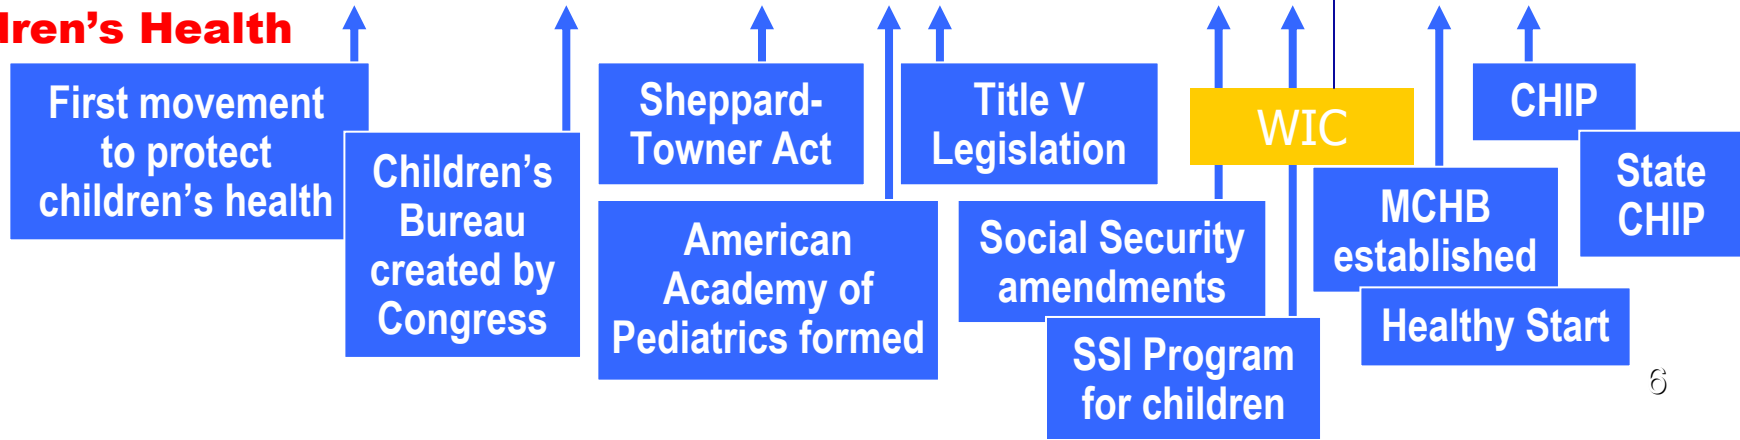 dren’s Health
First movement
to protect
children’s health
Children’s
Bureau
created by
Congress
Sheppard-
Towner Act
American
Academy of
Pediatrics formed
Title V
Legislation
Social Security
amendments
SSI Program
for children
WIC
MCHB
established
Healthy Start
CHIP
State
CHIP
6